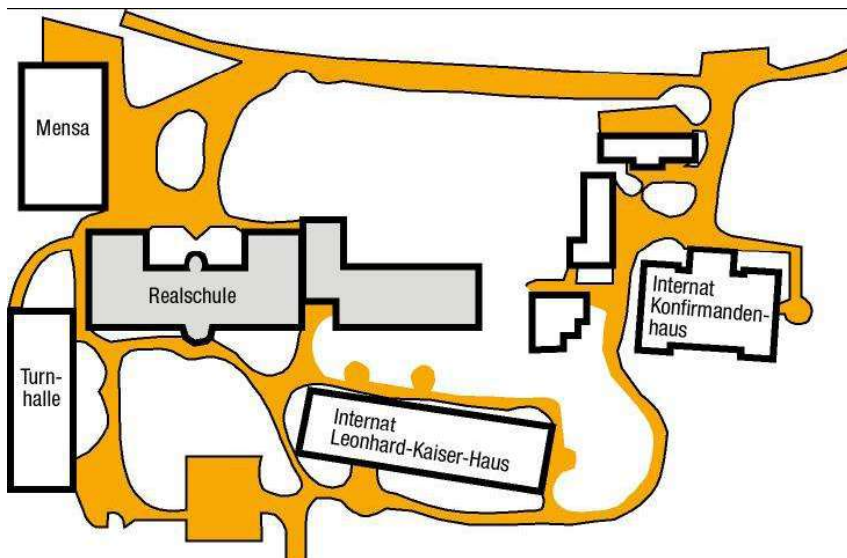 Mensa
Realschule
Internat
Konfirmanden-
haus
Turn-
halle
Internat
Leonhard-Kaiser-Haus